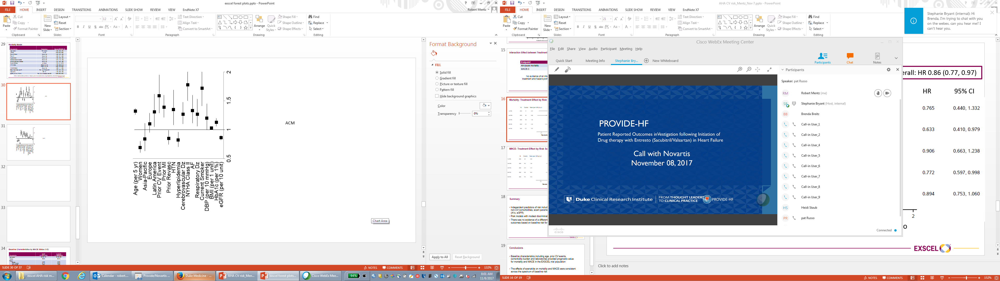 exscel forest plots.pptx - PowerPoint
FILE HOME INSERT DESIGN TRANSITIONS ANIMATIONS SLIDE SHOW REVIEW VIEW EndNote X7
Robert Mentz
Paste
Cut
Copy
Format Painter
Clipboard
New Slide
Layout
Reset
Section
Slides
12
Font
Text Direction
Align Text
Convert to SmartArt
Paragraph
Arrange
Quick Styles
Shape Fill
Shape Outline
Shape Effects
Drawing
Find
Replace
Select
Editing
29
Mortality Model
30
31
32
33
34
Baseline Characteristics by MACE Status (1/2)
2
1.5
1
0.5
Age (per 5 yr)
Women
Asia-Pacific
Europe
Latin America
Prior CV Event
Prior MI
Prior Revasc
HTN
Hyperlipidemia
Cerebrovascular Dz
NYHA Class II
AF
Respiratory Dz
Current Smoker
DBP (per 10 mmHg)
BMI (per 1 unit)
HbA1c (per 1%)
eGFR (per 10 unit)
ACM
Chart Area
Format Background
FILL
Solid fill
Gradient fill
Picture or texture fill
Pattern fill
Hide background graphics
Color
Transparency 0%
Apply to All Reset Background
SLIDE 30 OF 37
NOTES COMMENTS 132%
exscel AHA risk m...
Calendar - robert....
Provide/Novartis ...
Duke Medicine - ...
AHA CV risk_Men...
exscel forest plots...
Cisco WebEx Mee...
94%
8:01 AM
11/8/2017
AHA CV risk_Mentz_Nov 7.pptx - PowerPoint
FILE HOME INSERT DESIGN TRANSITIONS ANIMATIONS SLIDE SHOW REVIEW VIEW EndNote X7
Paste
Cut
Copy
Format Painter
Clipboard
New Slide
Layout
Reset
Section
Slides
21
Font
Text Direction
Align Text
Convert to SmartArt
Paragraph
Arrange
Quick Styles
Shape Fill
Shape Outline
Shape Effects
Drawing
Find
Replace
Select
Editing
Stephanie Bryant (internal): Hi
Brenda, I'm trying to chat with you
on the webex, can you hear me? I
can't hear you.
15
Interaction Effect between Treatment
Endpoint
All-cause mortality
MACE-3
No evidence of an inte
treatment and hazard prof
16
Mortality: Treatment Effect by Risk
17
MACE: Treatment Effect by Risk Sc
18
Summary
• Independent predictors of risk includ
non-CV comorbidities, exam parame
(A1c, eGFR)
• Risk models with modest discriminat
• There was no evidence of a different
outcomes based on baseline risk for
19
Conclusions
• Baseline characteristics including age, prior CV events,
comorbidity burden and laboratories provided prognostic value
for mortality and MACE in the EXSCEL trial population
• The effects of exenatide on mortality and MACE were consistent
across the spectrum of baseline risk
Cisco WebEx Meeting Center
File Edit Share View Audio Participant Meeting Help
Quick Start Meeting Info Stephanie Bry... New Whiteboard
Participants Chat Notes
PROVIDE-HF
Patient Reported Outcomes inVestigation following Initiation of
Drug therapy with Entresto (Sacubitril/Valsartan) in Heart Failure
Call with Novartis
November 08, 2017
Duke Clinical Research Institute
FROM THOUGHT LEADERS
TO CLINICAL PRACTICE
PROVIDE-HF
Participants
Speaker: pat Russo
RM Robert Mentz (me)
SB Stephanie Bryant (Host, internal)
BB Brenda Breitz
Call-in User_1
Call-in User_2
Call-in User_4
Call-in User_5
Call-in User_6
Call-in User_7
Call-in User_8
Call-in User_9
HS Heidi Staub
PR pat Russo
CISCO
Connected
erall: HR 0.86 (0.77, 0.97)
HR 95% CI
0.765 0.440, 1.332
0.633 0.410, 0.979
0.906 0.663, 1.238
0.772 0.597, 0.998
0.894 0.753, 1.060
2
o
EXSCEL
Click to add notes
SLIDE 16 OF 19
NOTES COMMENTS 152%